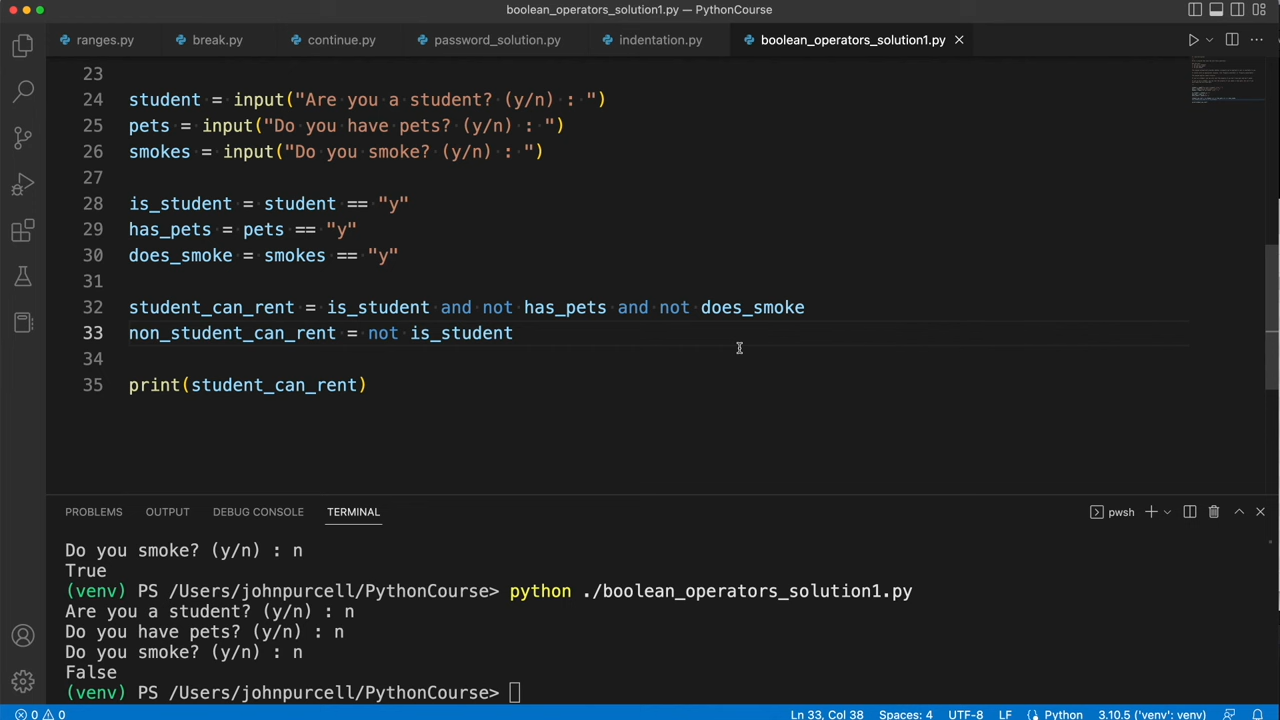 boolean_operators_solution1.py — PythonCourse
ranges.py break.py continue.py password_solution.py indentation.py boolean_operators_solution1.py
23
24 student = input("Are you a student? (y/n) : ")
25 pets = input("Do you have pets? (y/n) : ")
26 smokes = input("Do you smoke? (y/n) : ")
27
28 is_student = student == "y"
29 has_pets = pets == "y"
30 does_smoke = smokes == "y"
31
32 student_can_rent = is_student and not has_pets and not does_smoke
33 non_student_can_rent = not is_student
34
35 print(student_can_rent)
PROBLEMS OUTPUT DEBUG CONSOLE TERMINAL pwsh
Do you smoke? (y/n) : n
True
(venv) PS /Users/johnpurcell/PythonCourse> python ./boolean_operators_solution1.py
Are you a student? (y/n) : n
Do you have pets? (y/n) : n
Do you smoke? (y/n) : n
False
(venv) PS /Users/johnpurcell/PythonCourse>
0 0 Ln 33, Col 38 Spaces: 4 UTF-8 LF Python 3.10.5 ('venv': venv)